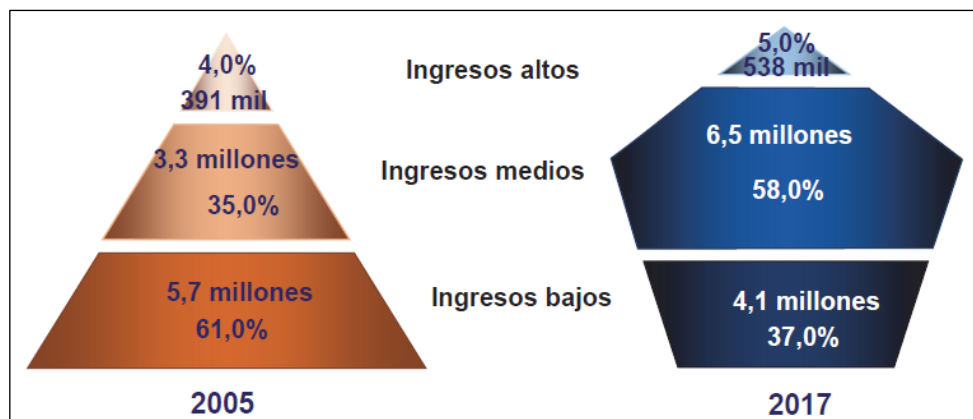 4,0%
391 mil
Ingresos altos
5,0%
538 mil
3,3 millones
35,0%
Ingresos medios
6,5 millones
58,0%
5,7 millones
61,0%
Ingresos bajos
4,1 millones
37,0%
2005
2017